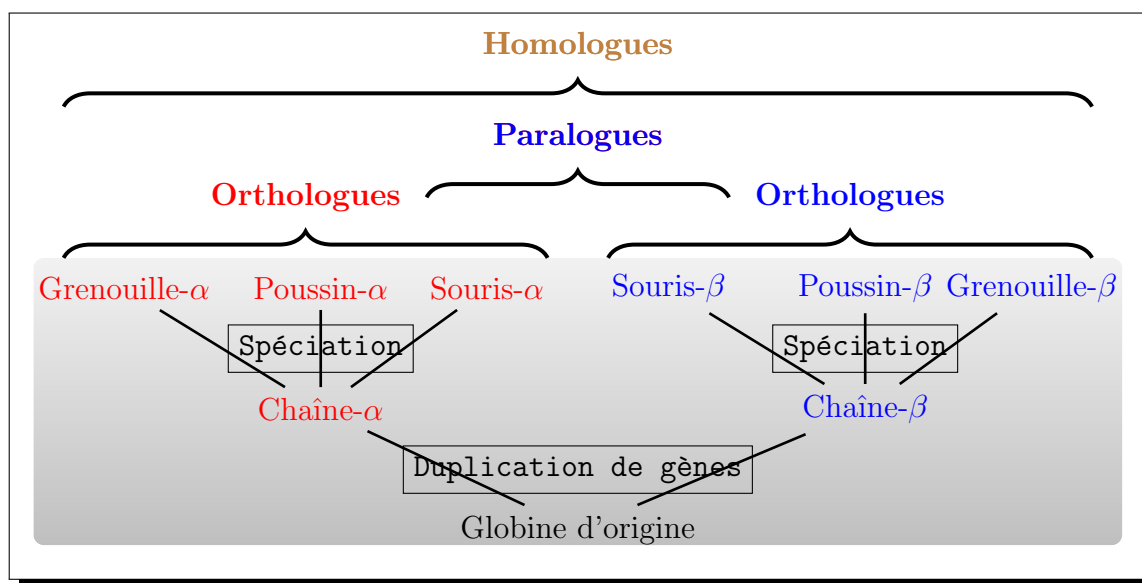 Homologues
Paralogues
Orthologues Orthologues
Grenouille-α Poussin-α Souris-α Souris-β Poussin-β Grenouille-β
Spéciation Spéciation
Chaîne-α Chaîne-β
Duplication de gènes
Globine d'origine